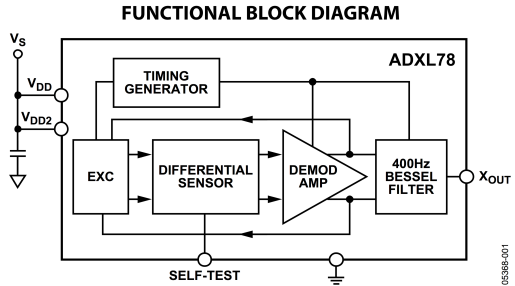 FUNCTIONAL BLOCK DIAGRAM
VS
ADXL78
VDD
TIMING
GENERATOR
VDD2
EXC
DIFFERENTIAL
SENSOR
DEMOD
AMP
400Hz
BESSEL
FILTER
XOUT
SELF-TEST
05368-001